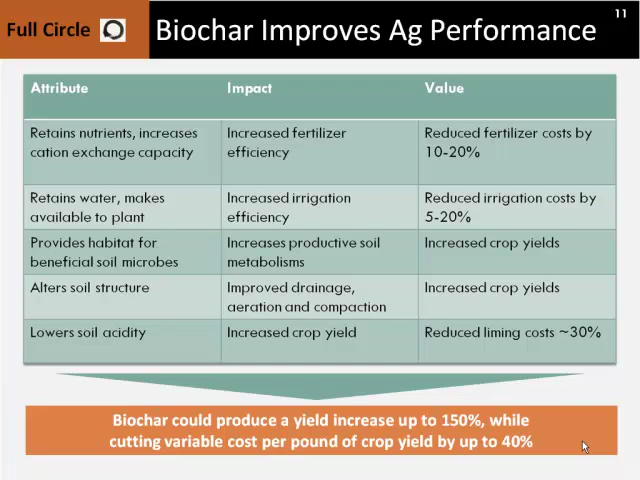 Full Circle
Biochar Improves Ag Performance
11
Attribute
Impact
Value
Retains nutrients, increases
cation exchange capacity
Increased fertilizer
efficiency
Reduced fertilizer costs by
10-20%
Retains water, makes
available to plant
Increased irrigation
efficiency
Reduced irrigation costs by
5-20%
Provides habitat for
beneficial soil microbes
Increases productive soil
metabolisms
Increased crop yields
Alters soil structure
Improved drainage,
aeration and compaction
Increased crop yields
Lowers soil acidity
Increased crop yield
Reduced liming costs ~30%
Biochar could produce a yield increase up to 150%, while
cutting variable cost per pound of crop yield by up to 40%